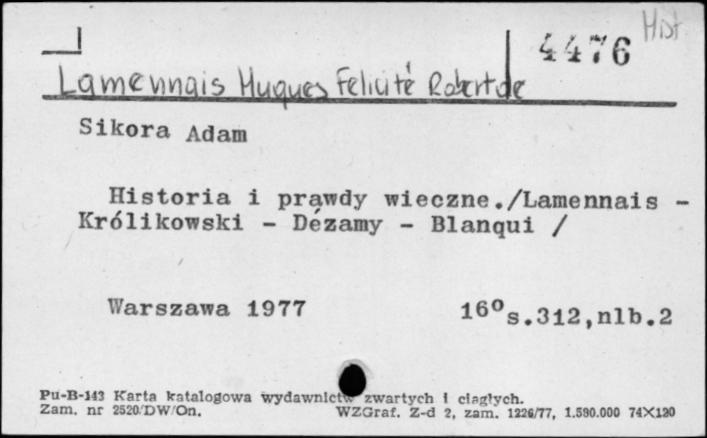 Hist
4476
Lamennais Hugues Felicité Robert de
Sikora Adam
Historia i prawdy wieczne./Lamennais -
Królikowski - Dézamy - Blanqui /
Warszawa 1977 16° s.312,nlb.2
Pu-B-143 Karta katalogowa wydawnictw zwartych i ciągłych.
Zam. nr 2520/DW/On. WZGraf. Z-d 2, zam. 1226/77, 1.580.000 74X120